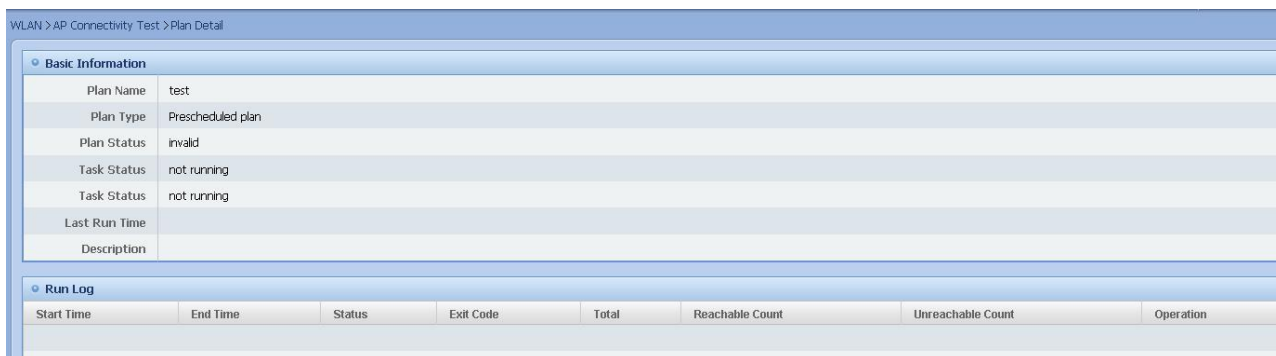 WLAN > AP Connectivity Test > Plan Detail
Basic Information
Plan Name test
Plan Type Prescheduled plan
Plan Status invalid
Task Status not running
Task Status not running
Last Run Time
Description
Run Log
Start Time End Time Status Exit Code Total Reachable Count Unreachable Count Operation